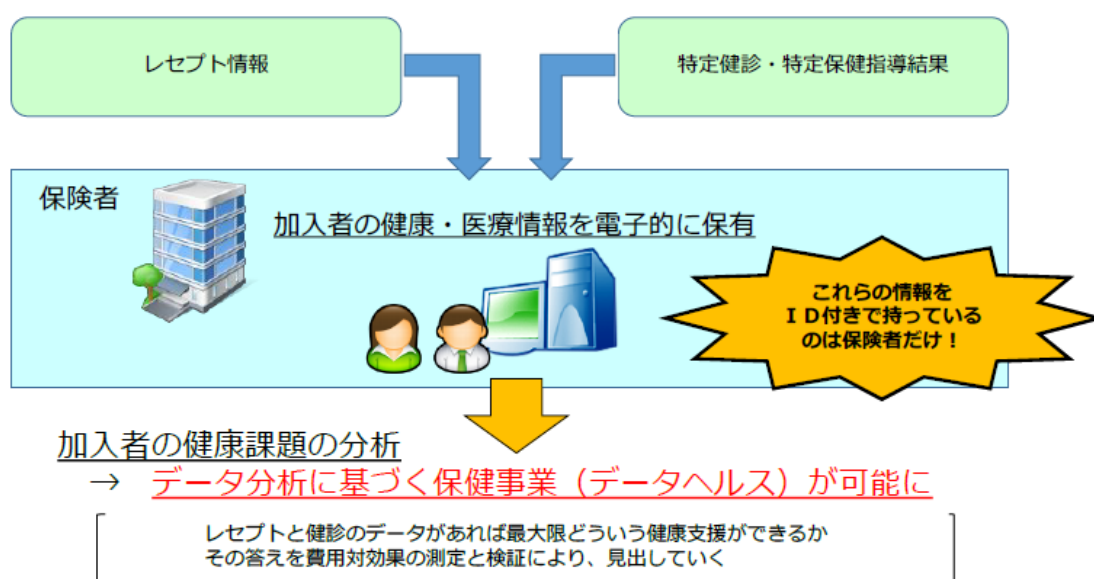 レセプト情報
特定健診・特定保健指導結果
保険者
加入者の健康・医療情報を電子的に保有
これらの情報を
ＩＤ付きで持っている
のは保険者だけ！
加入者の健康課題の分析
→ データ分析に基づく保健事業（データヘルス）が可能に
レセプトと健診のデータがあれば最大限どういう健康支援ができるか
その答えを費用対効果の測定と検証により、見出していく